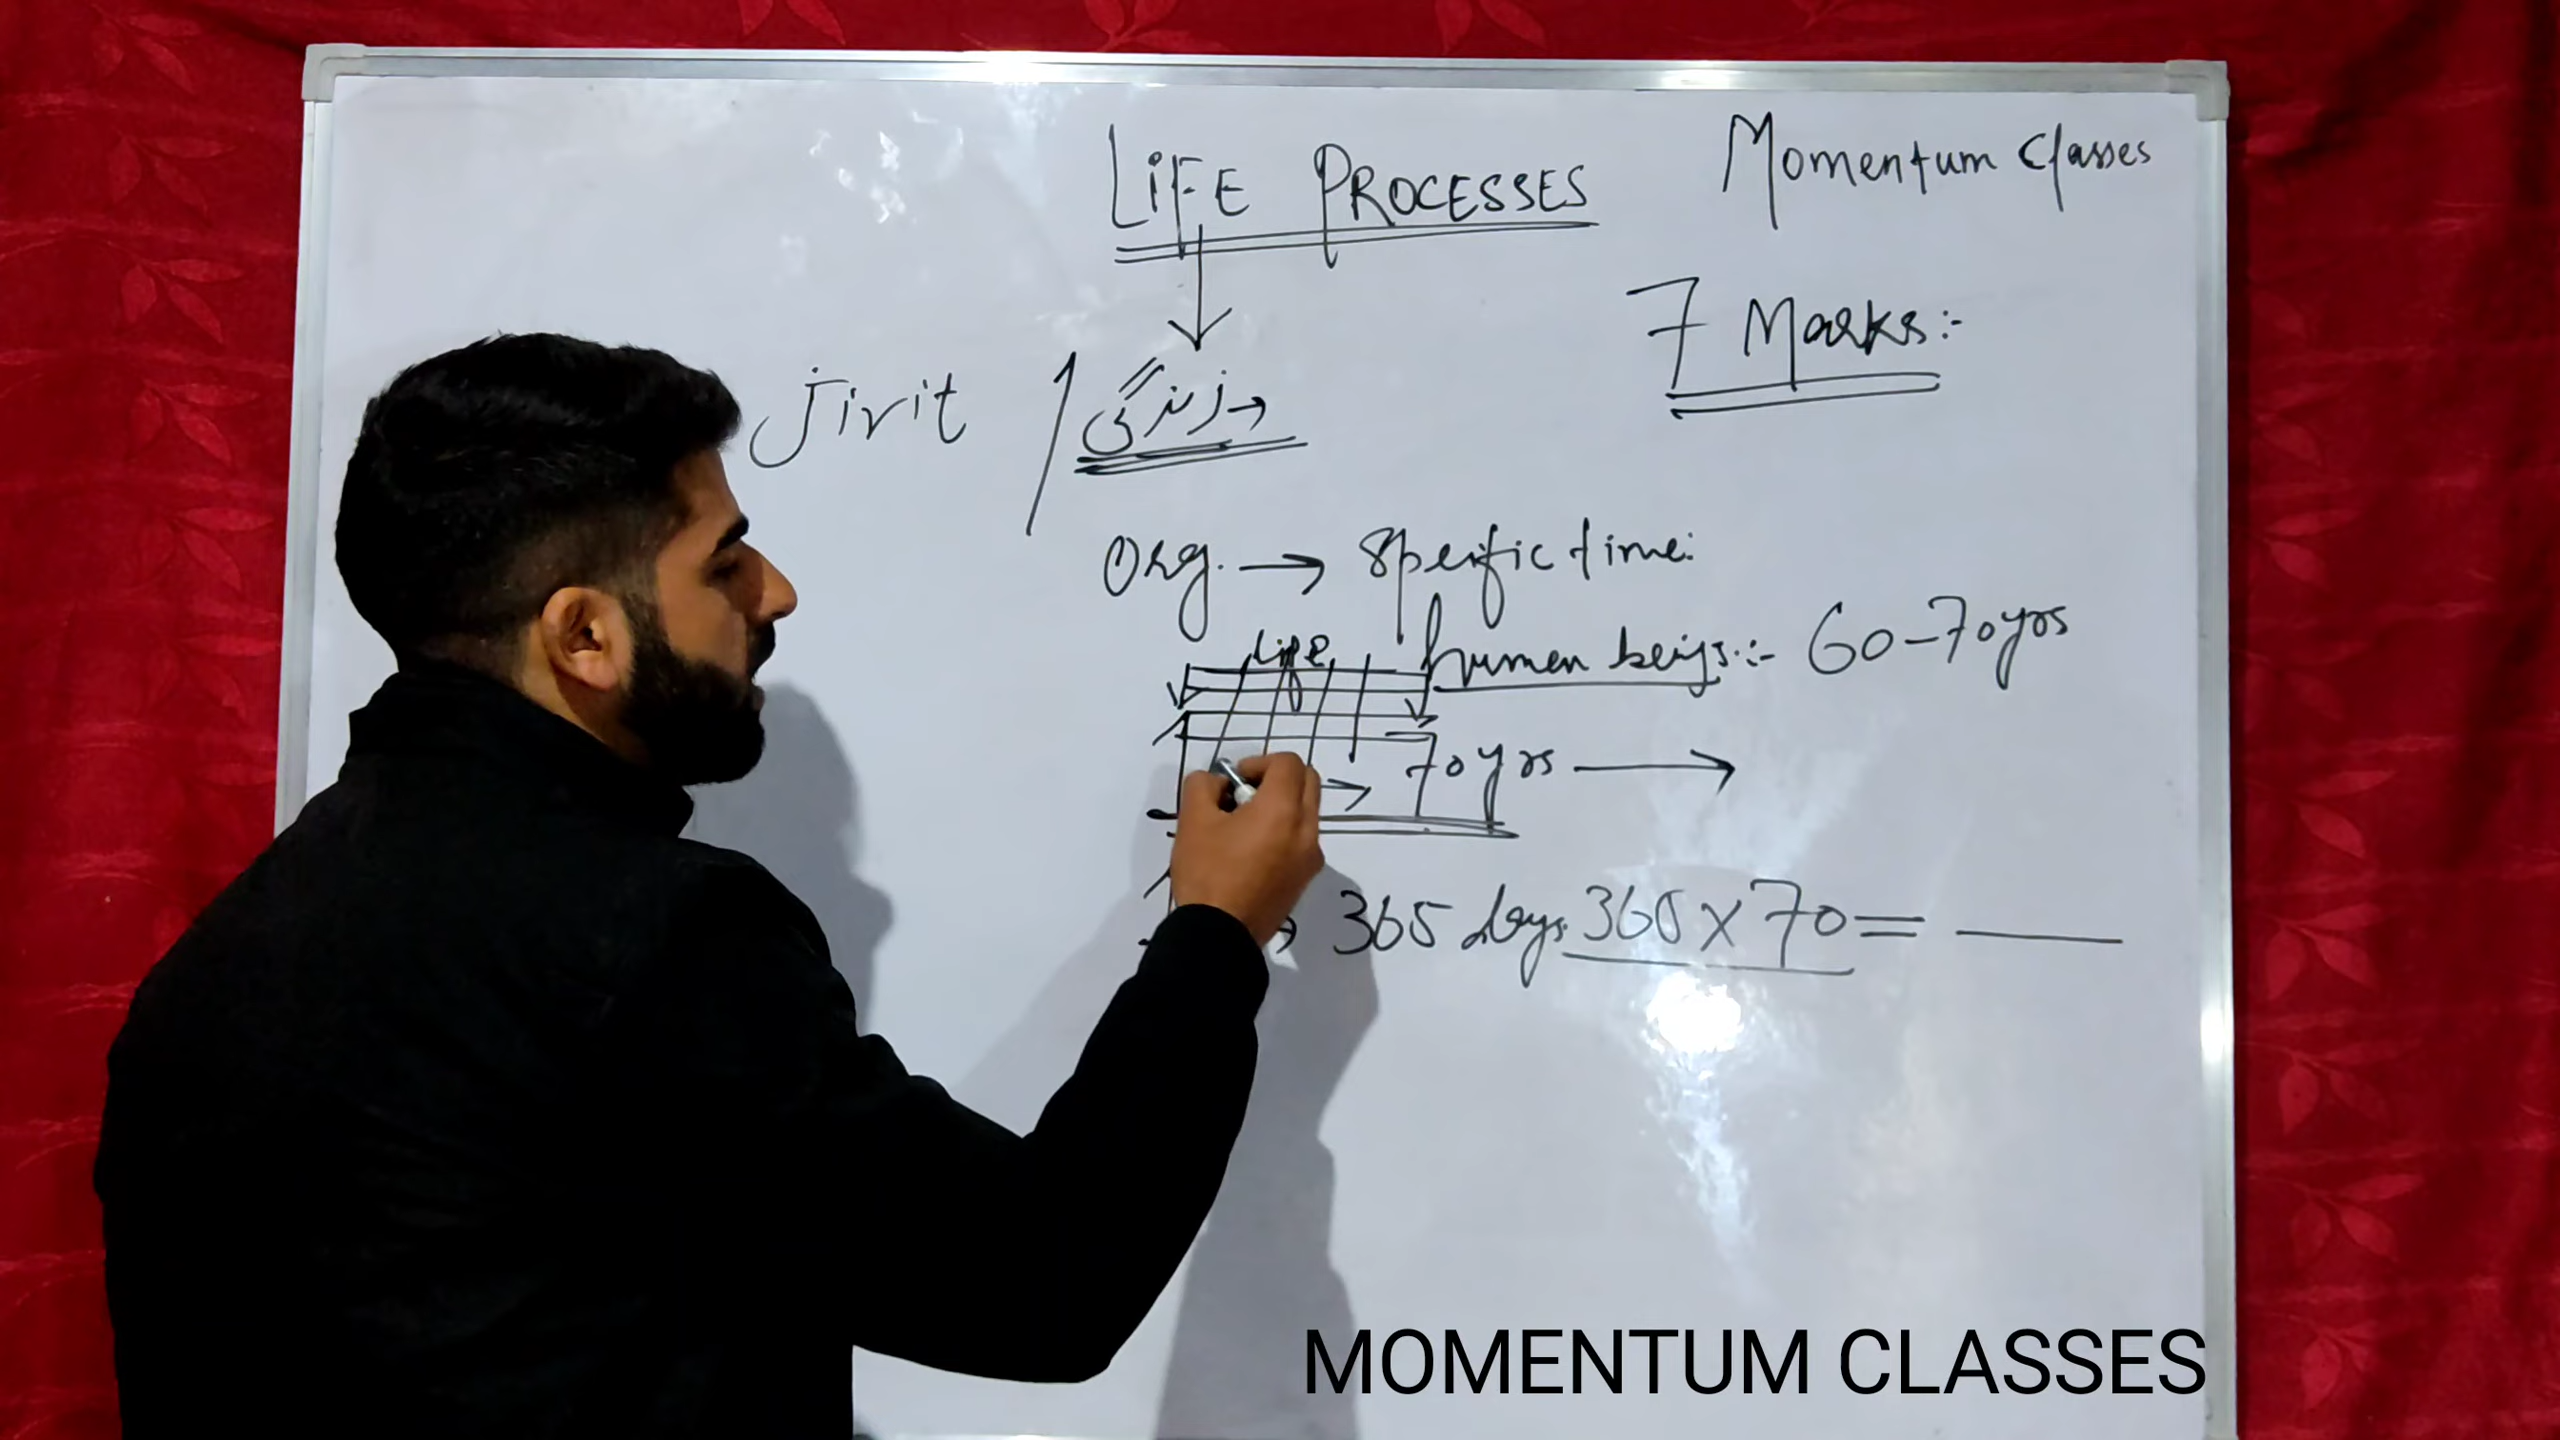 LiFE PROCESSES
Momentum Classes
7 Marks:-
Jivit / زندگی
Org. → Specific time:
life
human beings:- 60-70yrs
70yrs →
→ 365 days. 365 x 70 =
MOMENTUM CLASSES